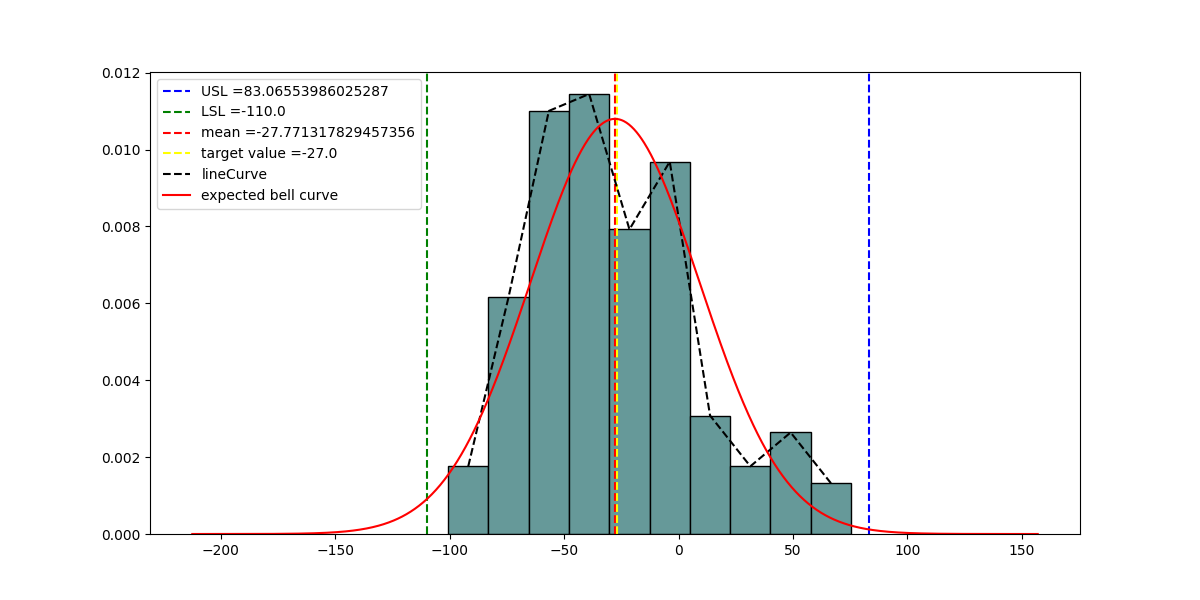 USL =83.06553986025287
LSL =-110.0
mean =-27.771317829457356
target value =-27.0
lineCurve
expected bell curve
0.012
0.010
0.008
0.006
0.004
0.002
0.000
−200 −150 −100 −50 0 50 100 150